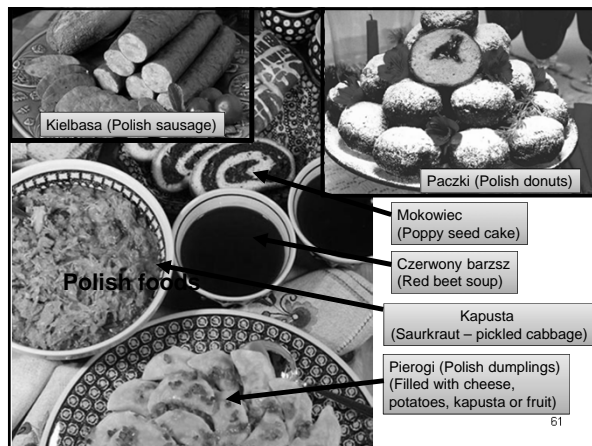 Kielbasa (Polish sausage)
Paczki (Polish donuts)
Mokowiec
(Poppy seed cake)
Czerwony barzsz
(Red beet soup)
Polish foods
Kapusta
(Saurkraut – pickled cabbage)
Pierogi (Polish dumplings)
(Filled with cheese,
potatoes, kapusta or fruit)
61